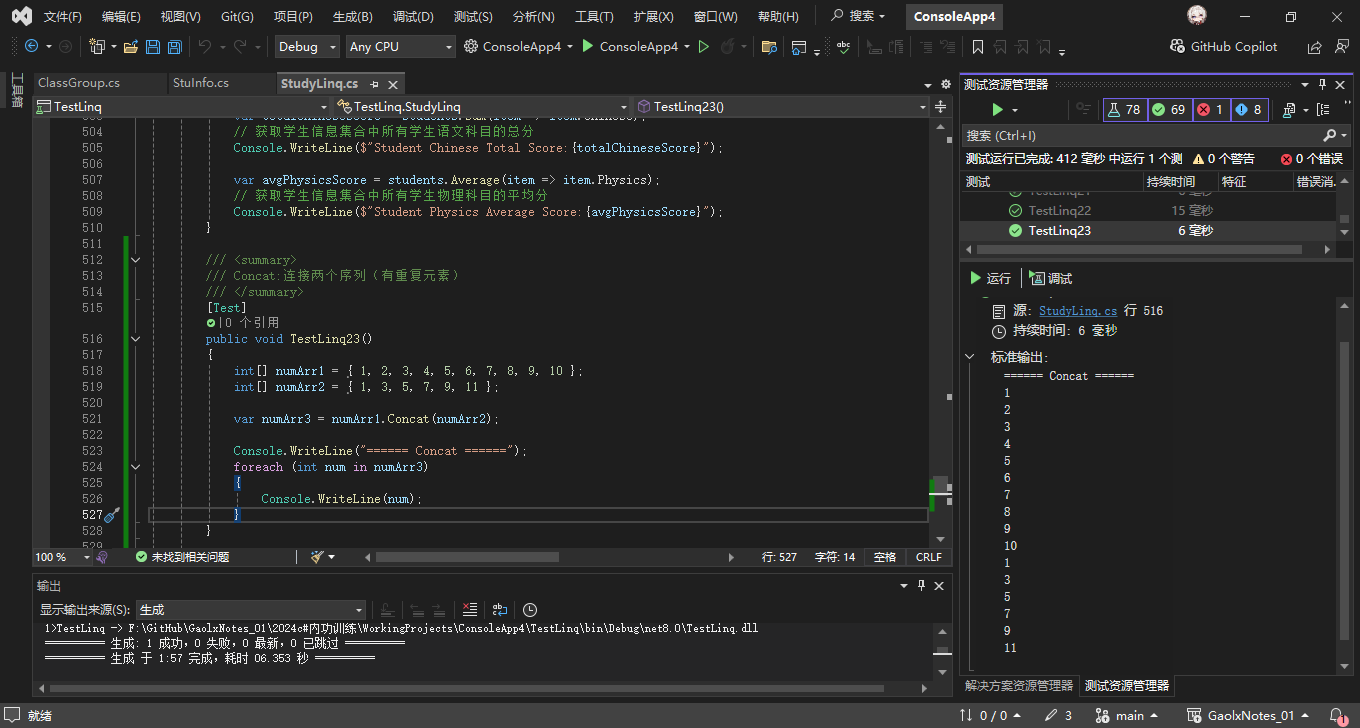 文件(F) 编辑(E) 视图(V) Git(G) 项目(P) 生成(B) 调试(D) 测试(S) 分析(N) 工具(T) 扩展(X) 窗口(W) 帮助(H) 搜索 ConsoleApp4
Debug Any CPU ConsoleApp4 ConsoleApp4 GitHub Copilot
工具箱
ClassGroup.cs StuInfo.cs StudyLinq.cs
TestLinq TestLinq.StudyLinq TestLinq23()
504 // 获取学生信息集合中所有学生语文科目的总分
505 Console.WriteLine($"Student Chinese Total Score:{totalChineseScore}");
506
507 var avgPhysicsScore = students.Average(item => item.Physics);
508 // 获取学生信息集合中所有学生物理科目的平均分
509 Console.WriteLine($"Student Physics Average Score:{avgPhysicsScore}");
510 }
511
512 /// <summary>
513 /// Concat:连接两个序列（有重复元素）
514 /// </summary>
515 [Test]
0 个引用
516 public void TestLinq23()
517 {
518 int[] numArr1 = { 1, 2, 3, 4, 5, 6, 7, 8, 9, 10 };
519 int[] numArr2 = { 1, 3, 5, 7, 9, 11 };
520
521 var numArr3 = numArr1.Concat(numArr2);
522
523 Console.WriteLine("====== Concat ======");
524 foreach (int num in numArr3)
525 {
526 Console.WriteLine(num);
527 }
528 }
529
100 % 未找到相关问题 行: 527 字符: 14 空格 CRLF
输出
显示输出来源(S): 生成
1>TestLinq -> F:\GitHub\GaolxNotes_01\2024c#内功训练\WorkingProjects\ConsoleApp4\TestLinq\bin\Debug\net8.0\TestLinq.dll
========== 生成: 1 成功，0 失败，0 最新，0 已跳过 ==========
========== 生成 于 1:57 完成，耗时 06.353 秒 ==========
测试资源管理器
78 69 1 8
搜索 (Ctrl+I)
测试运行已完成: 412 毫秒 中运行 1 个测 0 个警告 0 个错误
测试 持续时间 特征 错误消.
TestLinq22 15 毫秒
TestLinq23 6 毫秒
运行 调试
源: StudyLinq.cs 行 516
持续时间: 6 毫秒
标准输出:
====== Concat ======
1
2
3
4
5
6
7
8
9
10
1
3
5
7
9
11
解决方案资源管理器 测试资源管理器
就绪 0 / 0 3 main GaolxNotes_01 1